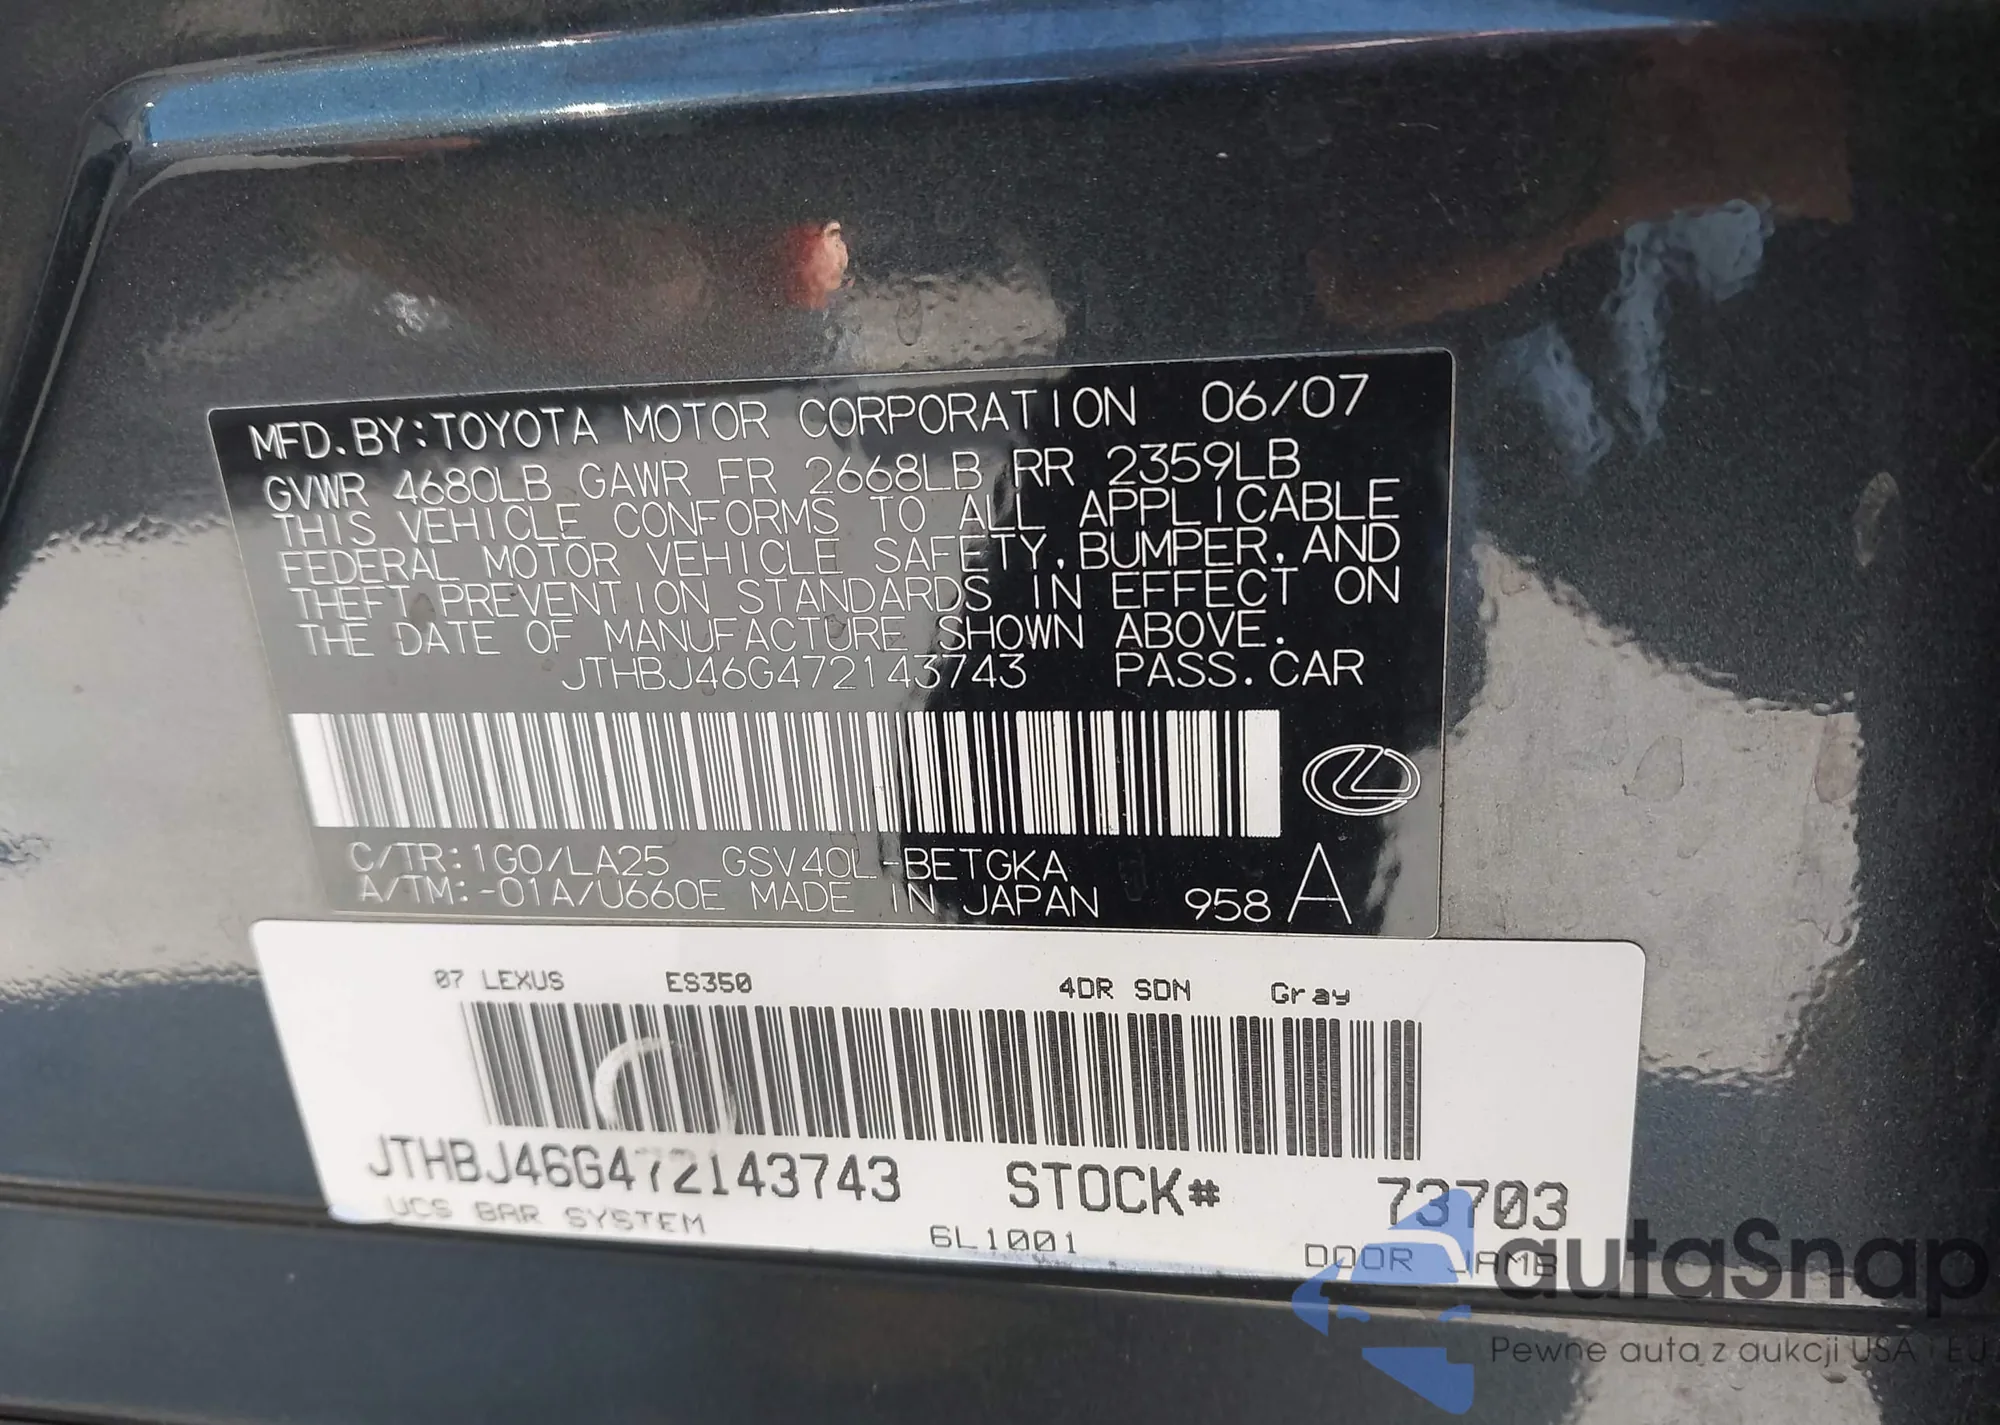 MFD.BY:TOYOTA MOTOR CORPORATION 06/07
GVWR 4680LB GAWR FR 2668LB RR 2359LB
THIS VEHICLE CONFORMS TO ALL APPLICABLE
FEDERAL MOTOR VEHICLE SAFETY, BUMPER, AND
THEFT PREVENTION STANDARDS IN EFFECT ON
THE DATE OF MANUFACTURE SHOWN ABOVE.
JTHBJ46G472143743 PASS. CAR
C/TR:1G0/LA25 GSV40L-BETGKA
A/TM:-01A/U660E MADE IN JAPAN 958 A
07 LEXUS ES350 4DR SDN Gray
JTHBJ46G472143743 STOCK# 73703
UCS BAR SYSTEM 6L1001 DOOR JAMB
autaSnap
Pewne auta z aukcji USA i EU